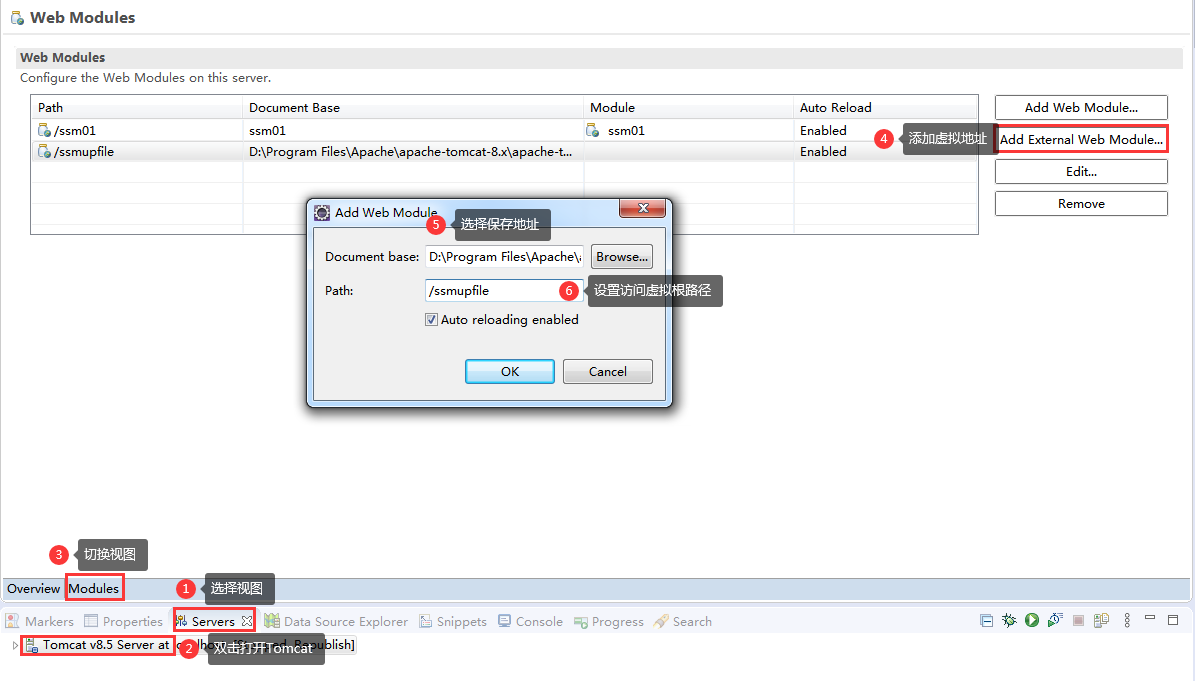 Web Modules
Web Modules
Configure the Web Modules on this server.
Path Document Base Module Auto Reload
/ssm01 ssm01 ssm01 Enabled
/ssmupfile D:\Program Files\Apache\apache-tomcat-8.x\apache-t... Enabled
Add Web Module...
4 添加虚拟地址 Add External Web Module...
Edit...
Remove
Add Web Module
5 选择保存地址
Document base: D:\Program Files\Apache\ Browse...
Path: /ssmupfile 6 设置访问虚拟根路径
Auto reloading enabled
OK Cancel
3 切换视图
Overview Modules 1 选择视图
Markers Properties Servers Data Source Explorer Snippets Console Progress Search
Tomcat v8.5 Server at 2 双击打开Tomcat